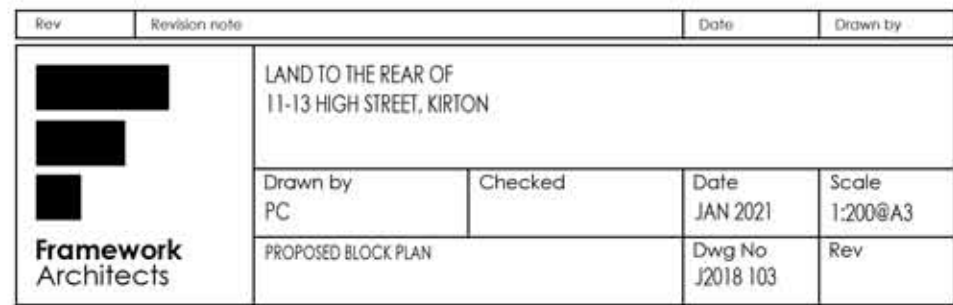 Rev Revision note Date Drawn by
LAND TO THE REAR OF
11-13 HIGH STREET, KIRTON
Drawn by Checked Date Scale
PC JAN 2021 1:200@A3
Framework
Architects
PROPOSED BLOCK PLAN Dwg No Rev
J2018 103